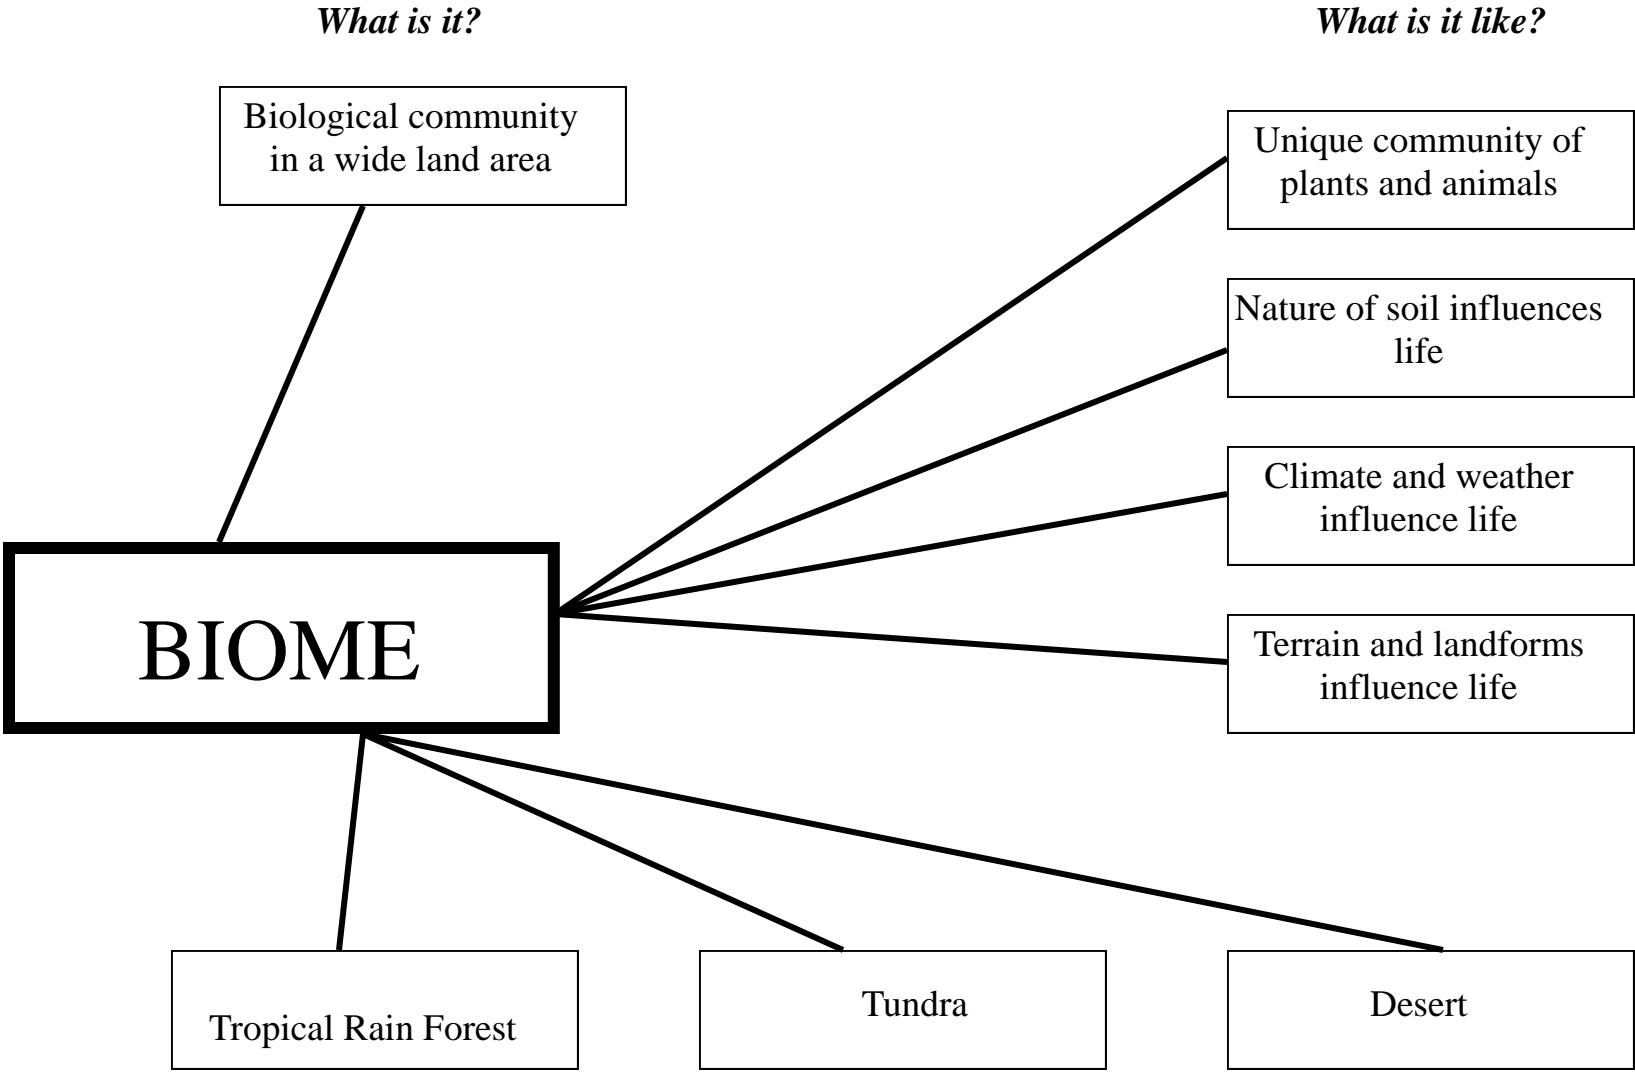 What is it?
What is it like?
Biological community
in a wide land area
Unique community of
plants and animals
Nature of soil influences
life
Climate and weather
influence life
BIOME
Terrain and landforms
influence life
Tropical Rain Forest
Tundra
Desert